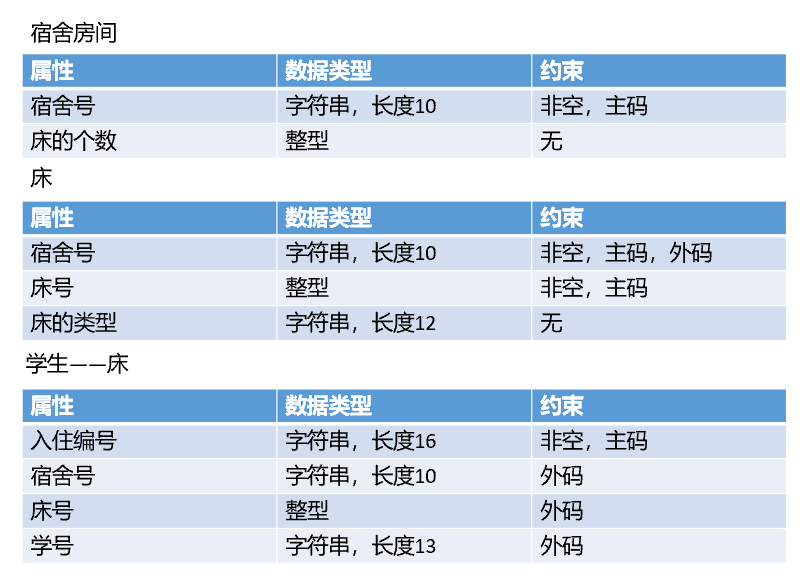 宿舍房间
属性 数据类型 约束
宿舍号 字符串，长度10 非空，主码
床的个数 整型 无
床
属性 数据类型 约束
宿舍号 字符串，长度10 非空，主码，外码
床号 整型 非空，主码
床的类型 字符串，长度12 无
学生——床
属性 数据类型 约束
入住编号 字符串，长度16 非空，主码
宿舍号 字符串，长度10 外码
床号 整型 外码
学号 字符串，长度13 外码